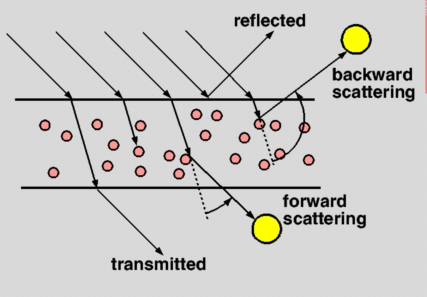 reflected
backward
scattering
forward
scattering
transmitted